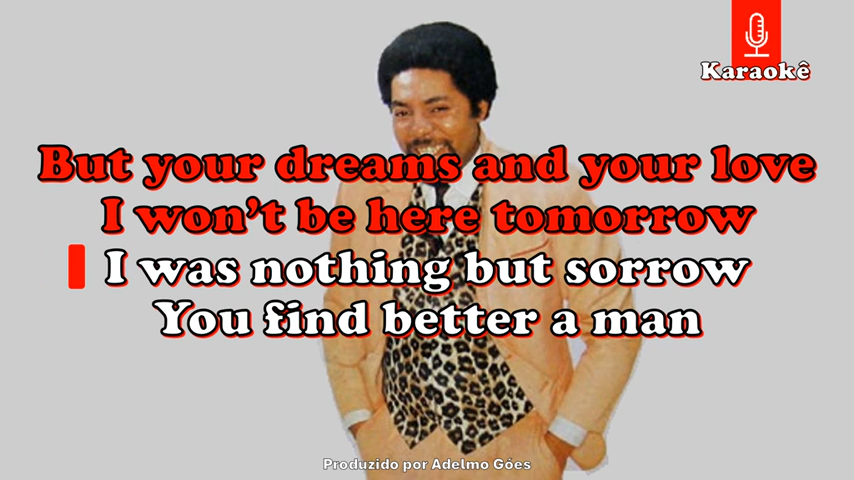 Karaokê
But your dreams and your love
I won't be here tomorrow
I was nothing but sorrow
You find better a man
Produzido por Adelmo Góes